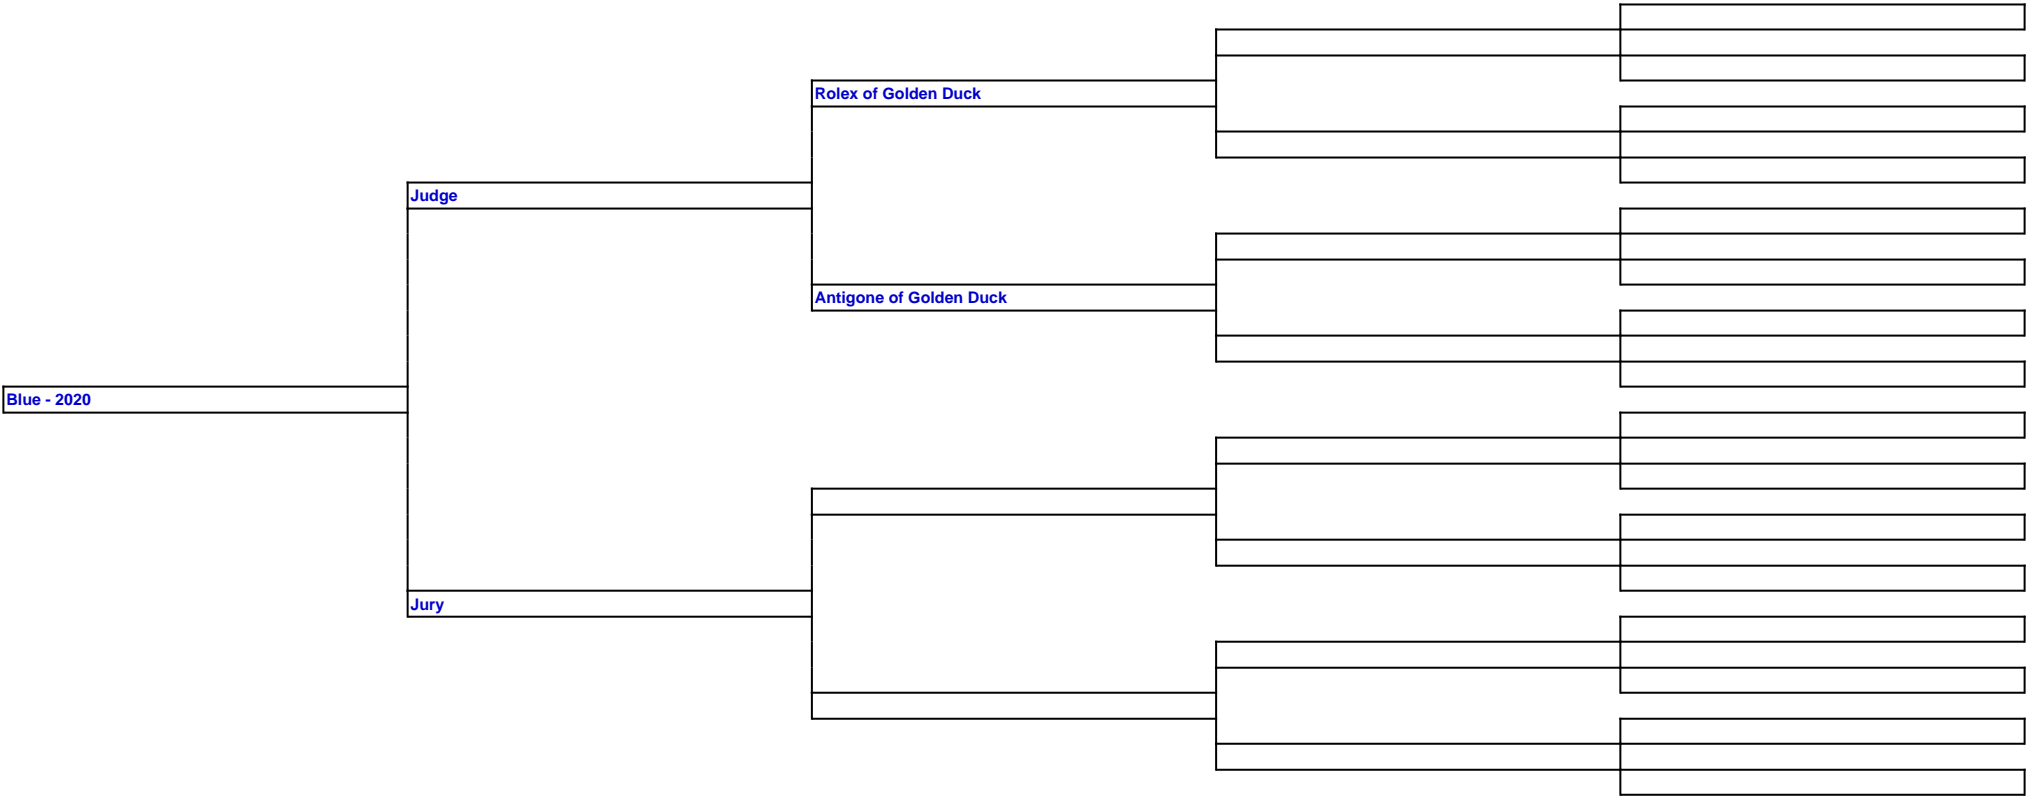 Rolex of Golden Duck
Judge
Antigone of Golden Duck
Blue - 2020
Jury